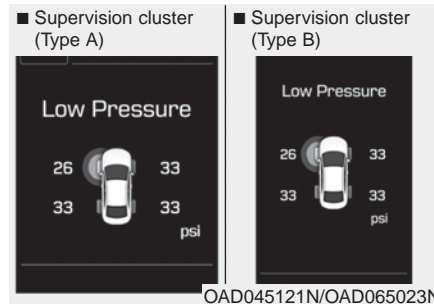 ■ Supervision cluster
(Type A)
Low Pressure
26 33
33 33
psi
■ Supervision cluster
(Type B)
Low Pressure
26 33
33 33
psi
OAD045121N/OAD065023N